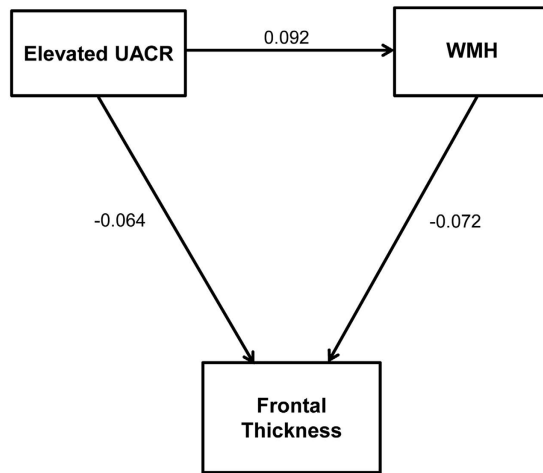 Elevated UACR
0.092
WMH
-0.064
-0.072
Frontal
Thickness